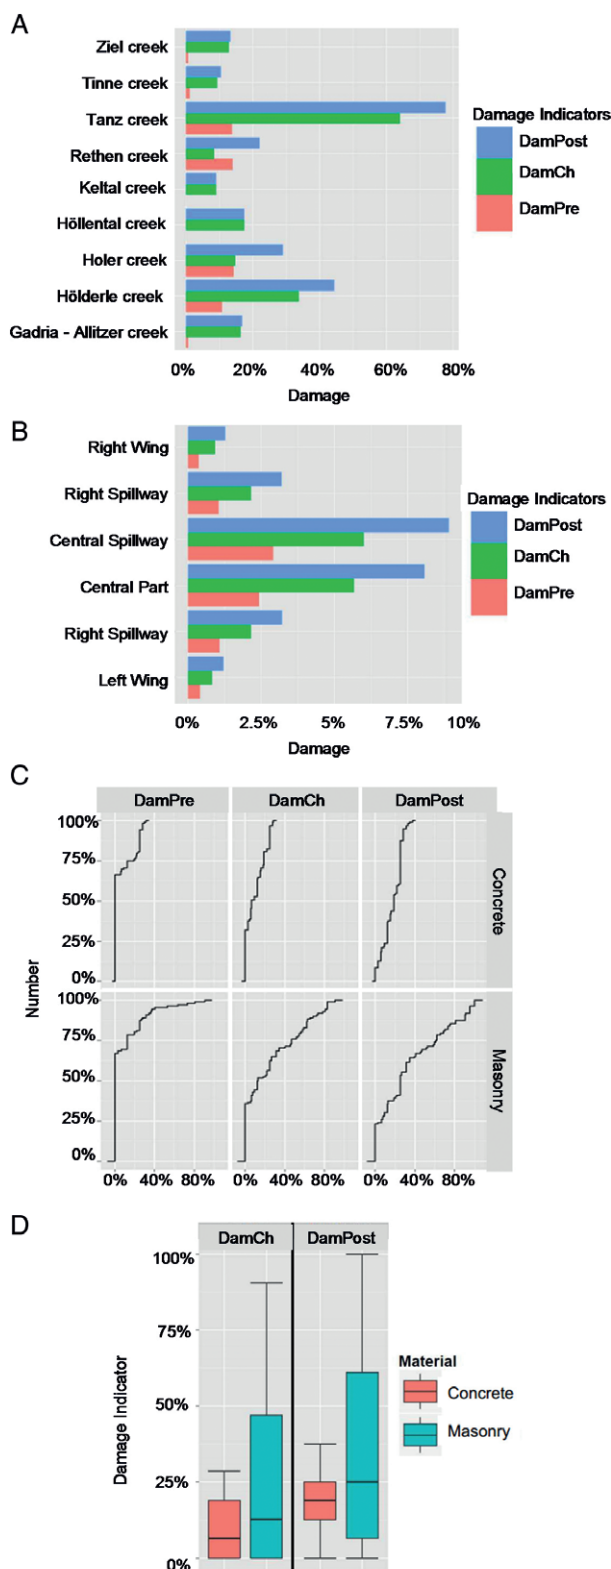 A
Ziel creek
Tinne creek
Tanz creek
Rethen creek
Keltal creek
Höllental creek
Holer creek
Hölderle creek
Gadria - Allitzer creek
0% 20% 40% 60% 80%
Damage
Damage Indicators
DamPost
DamCh
DamPre
B
Right Wing
Right Spillway
Central Spillway
Central Part
Right Spillway
Left Wing
0% 2.5% 5% 7.5% 10%
Damage
Damage Indicators
DamPost
DamCh
DamPre
C
DamPre DamCh DamPost
100%
75%
50%
25%
0%
Concrete
Number
100%
75%
50%
25%
0%
Masonry
0% 40% 80% 0% 40% 80% 0% 40% 80%
D
DamCh DamPost
100%
75%
50%
25%
0%
Damage Indicator
Material
Concrete
Masonry